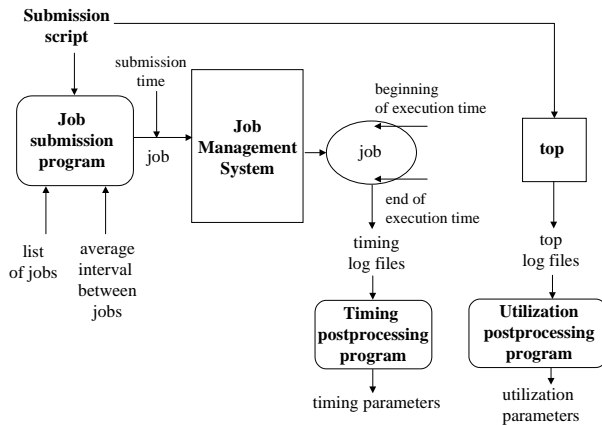 Submission
script
submission
time
Job
submission
program
job
Job
Management
System
beginning
of execution time
job
end of
execution time
top
list
of jobs
average
interval
between
jobs
timing
log files
top
log files
Timing
postprocessing
program
Utilization
postprocessing
program
timing parameters
utilization
parameters